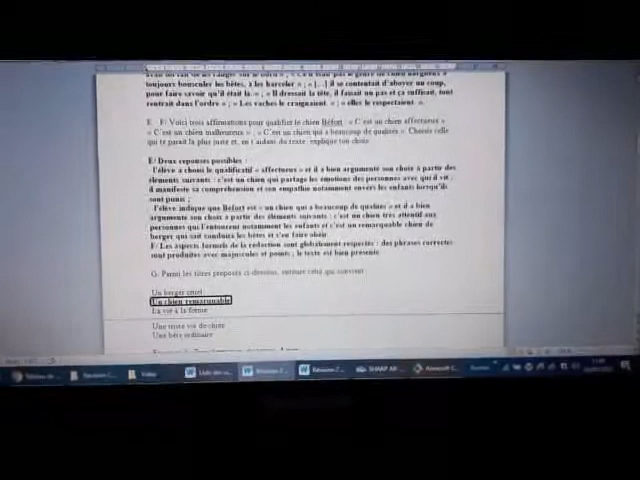 toujours bousculer les bêtes, à les harceler » ; « [...] il se contentait d'aboyer un coup,
pour faire savoir qu'il était là. » ; « Il dressait la tête, il faisait un pas et ça suffisait, tout
rentrait dans l'ordre » ; « Les vaches le craignaient » ; « elles le respectaient ».
E F/ Voici trois affirmations pour qualifier le chien Béfort : « C'est un chien affectueux »
« C'est un chien malheureux » ; « C'est un chien qui a beaucoup de qualités ». Choisis celle
qui te paraît la plus juste et, en t'aidant du texte, explique ton choix.
E/ Deux réponses possibles :
l'élève a choisi le qualificatif « affectueux » et il a bien argumenté son choix à partir des
éléments suivants : c'est un chien qui partage les émotions des personnes avec qui il vit ;
il manifeste sa compréhension et son empathie notamment envers les enfants lorsqu'ils
sont punis ;
l'élève indique que Béfort est « un chien qui a beaucoup de qualités » et il a bien
argumenté son choix à partir des éléments suivants : c'est un chien très attentif aux
personnes qui l'entourent notamment les enfants et c'est un remarquable chien de
berger qui sait conduire les bêtes et s'en faire obéir.
F/ Les aspects formels de la rédaction sont globalement respectés : des phrases correctes
sont produites avec majuscules et points ; le texte est bien présenté.
G/ Parmi les titres proposés ci-dessous, entoure celui qui convient
Un berger cruel
Un chien remarquable
La vie à la ferme
Une triste vie de chien
Une bête ordinaire